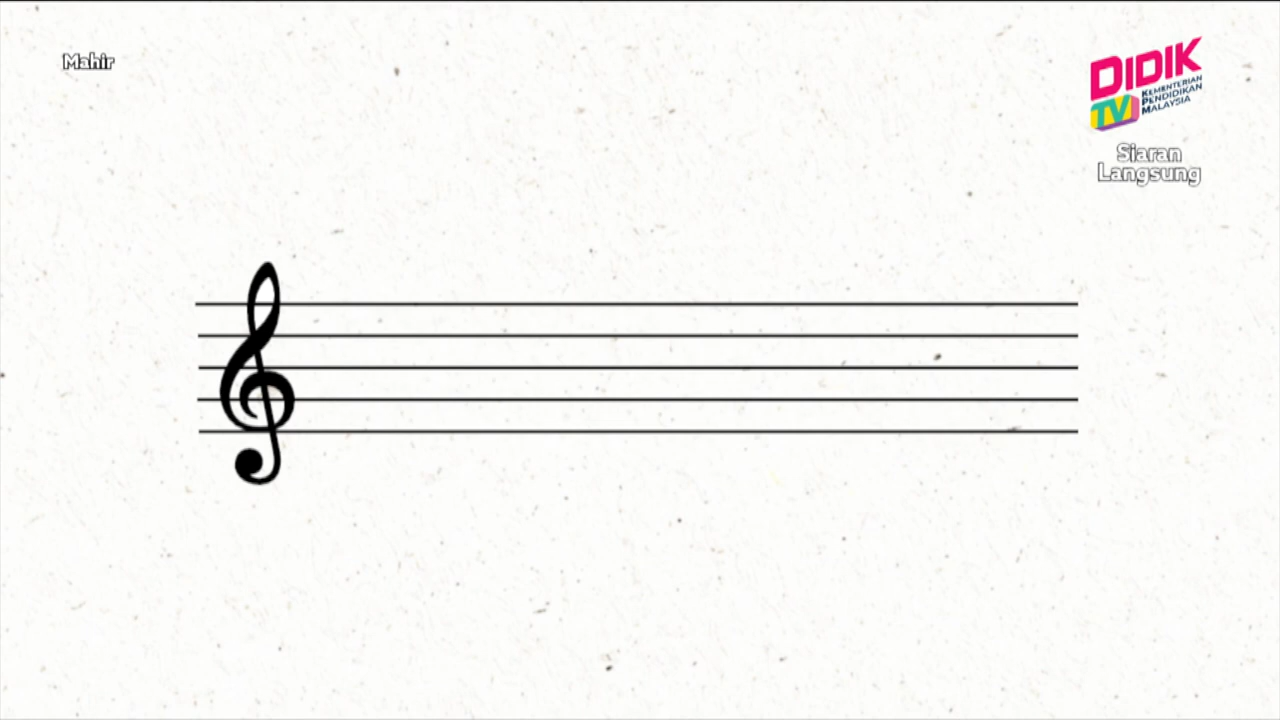 Mahir
DIDIK
TV
KEMENTERIAN
PENDIDIKAN
MALAYSIA
Siaran
Langsung